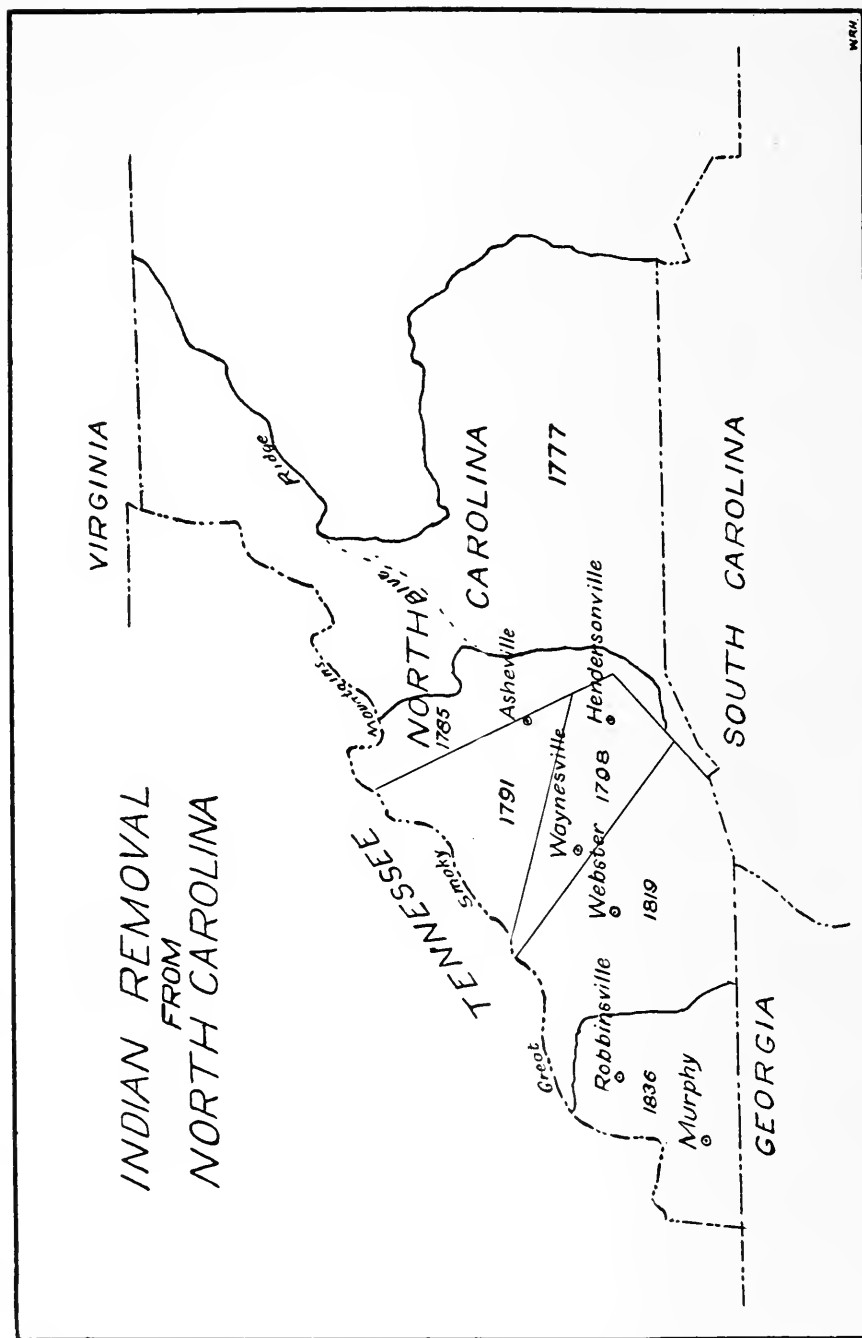 INDIAN REMOVAL
FROM
NORTH CAROLINA
VIRGINIA
TENNESSEE
Great
Smoky
Mountains
Blue
Ridge
NORTH
CAROLINA
1785
1777
1791
Asheville
Waynesville
1798
Hendersonville
Webster
1819
Robbinsville
1836
Murphy
GEORGIA
SOUTH CAROLINA
WRH